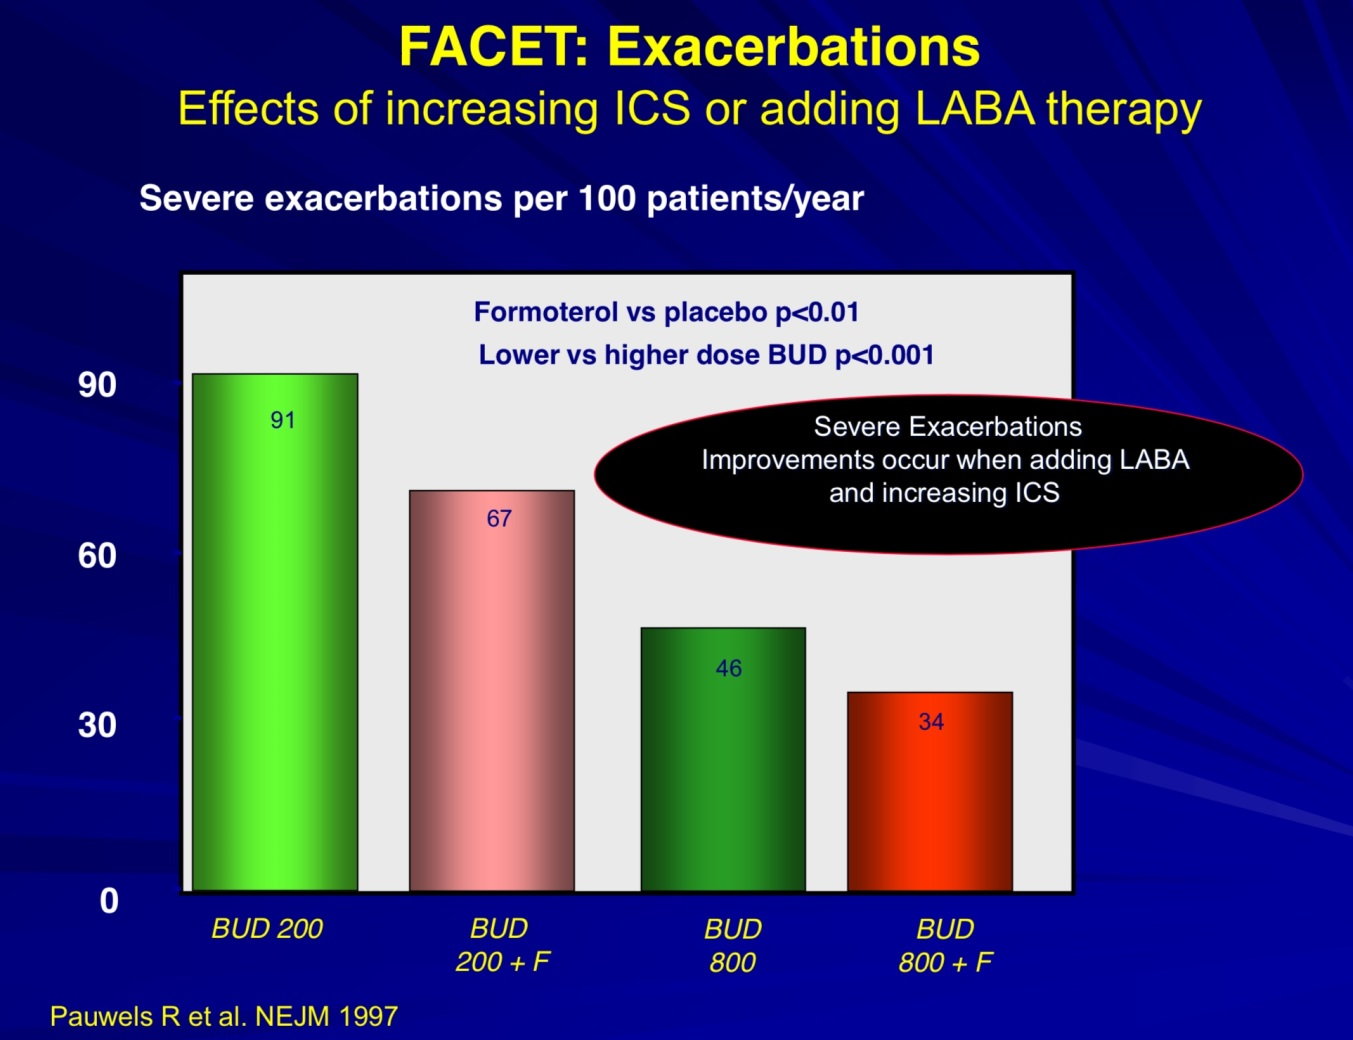 FACET: Exacerbations
Effects of increasing ICS or adding LABA therapy
Severe exacerbations per 100 patients/year
Formoterol vs placebo p<0.01
Lower vs higher dose BUD p<0.001
Severe Exacerbations
Improvements occur when adding LABA
and increasing ICS
90
60
30
0
91
67
46
34
BUD 200
BUD
200 + F
BUD
800
BUD
800 + F
Pauwels R et al. NEJM 1997